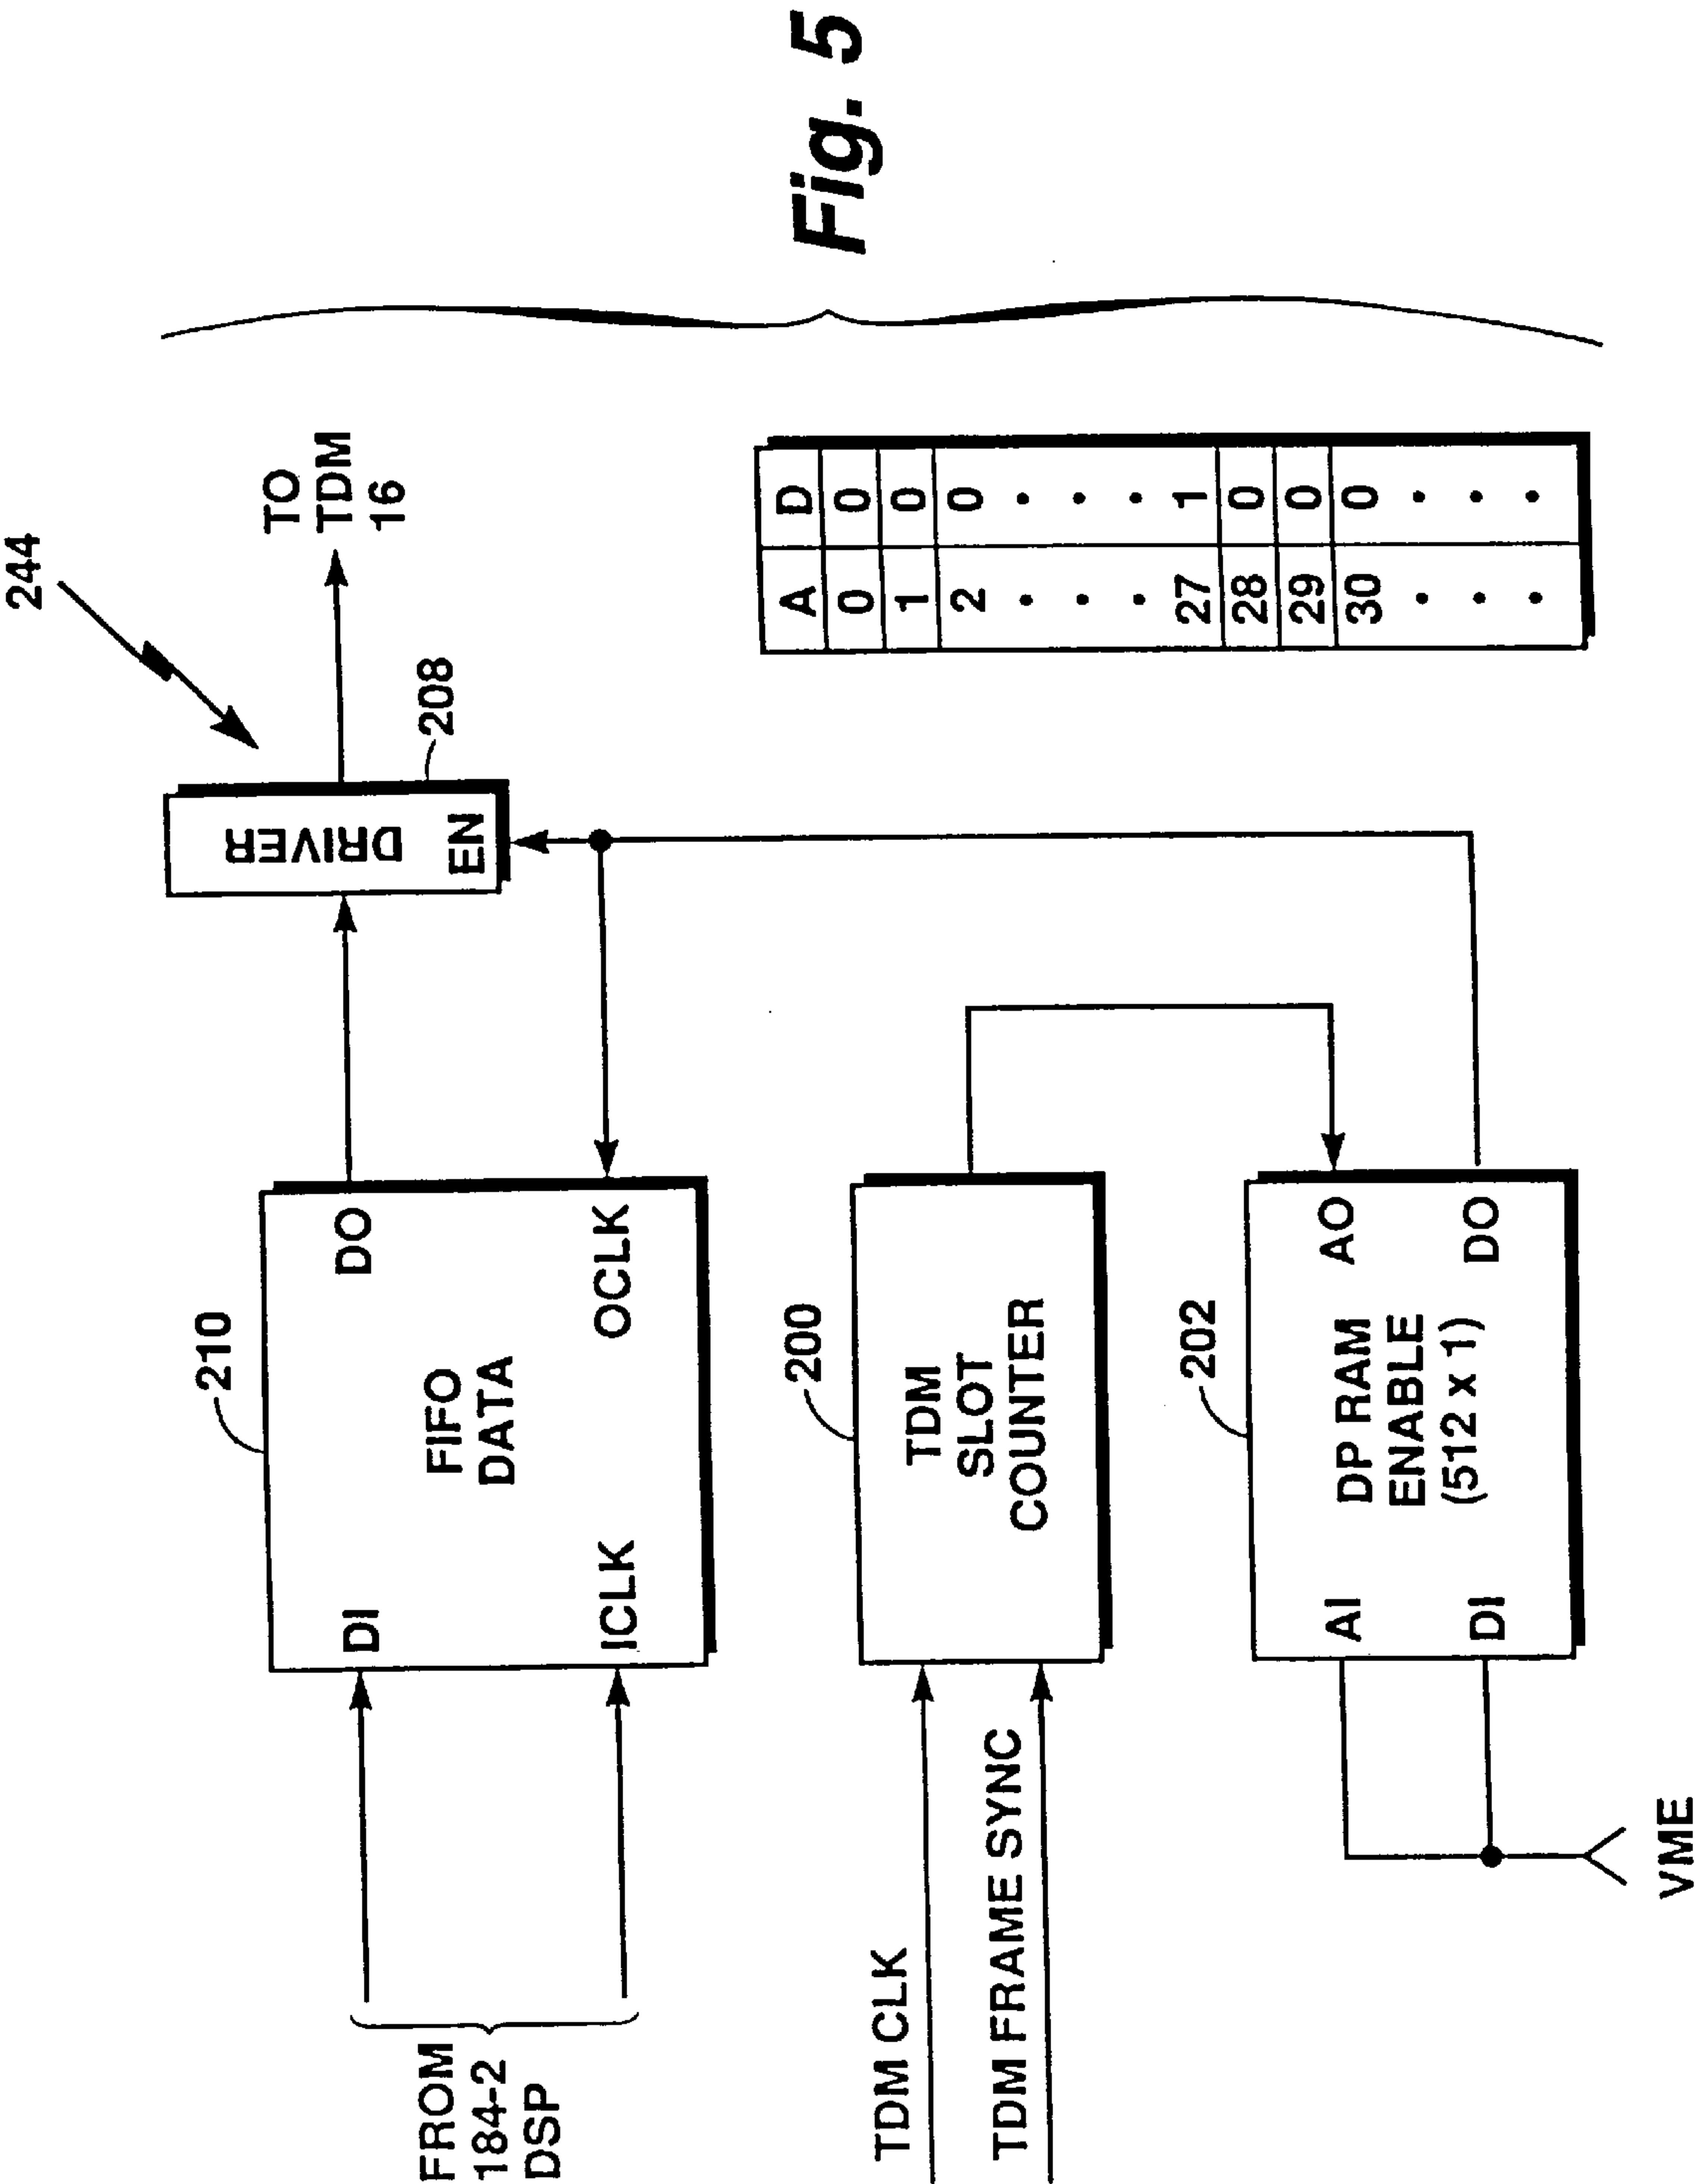 244
TO
TDM
16
210
DI
DO
FIFO
DATA
ICLK
OCLK
DRIVER
EN
208
FROM
184-2
DSP
TDM CLK
TDM FRAME SYNC
200
TDM
SLOT
COUNTER
202
AI
AO
DP RAM
ENABLE
(512 x 1)
DI
DO
VME
A D
0 0
1 0
2 0
. .
. .
. .
27 1
28 0
29 0
30 0
. .
. .
. .
Fig. 5